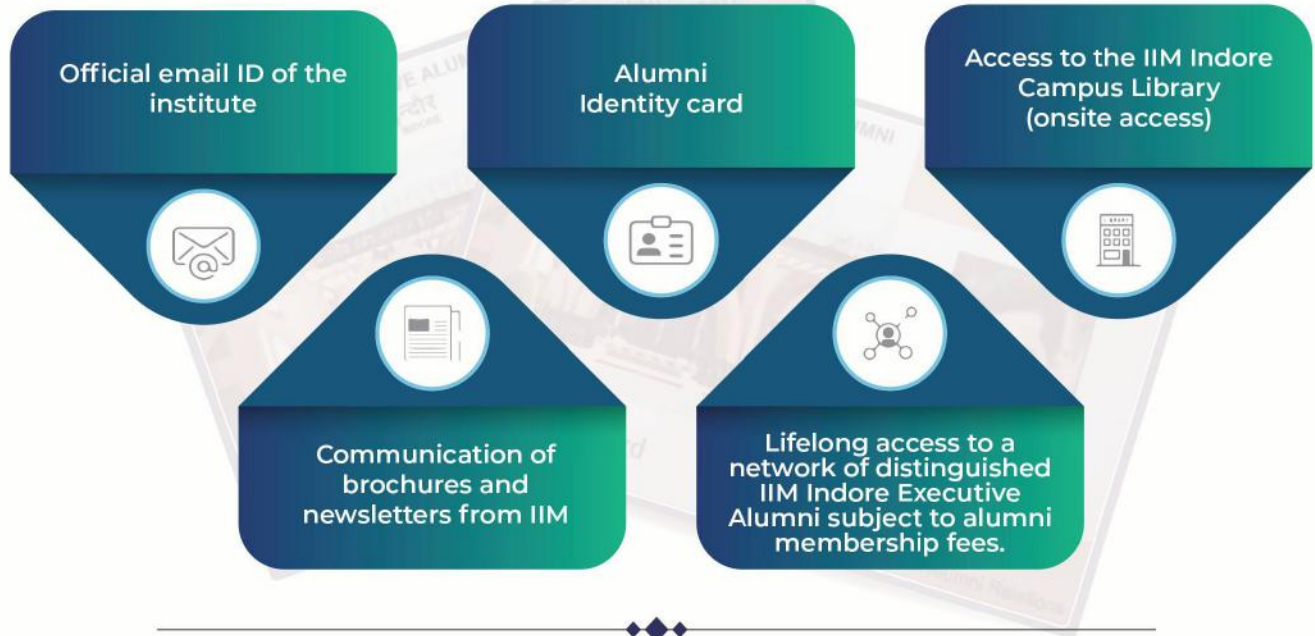 Official email ID of the
institute
Alumni
Identity card
Access to the IIM Indore
Campus Library
(onsite access)
Communication of
brochures and
newsletters from IIM
Lifelong access to a
network of distinguished
IIM Indore Executive
Alumni subject to alumni
membership fees.